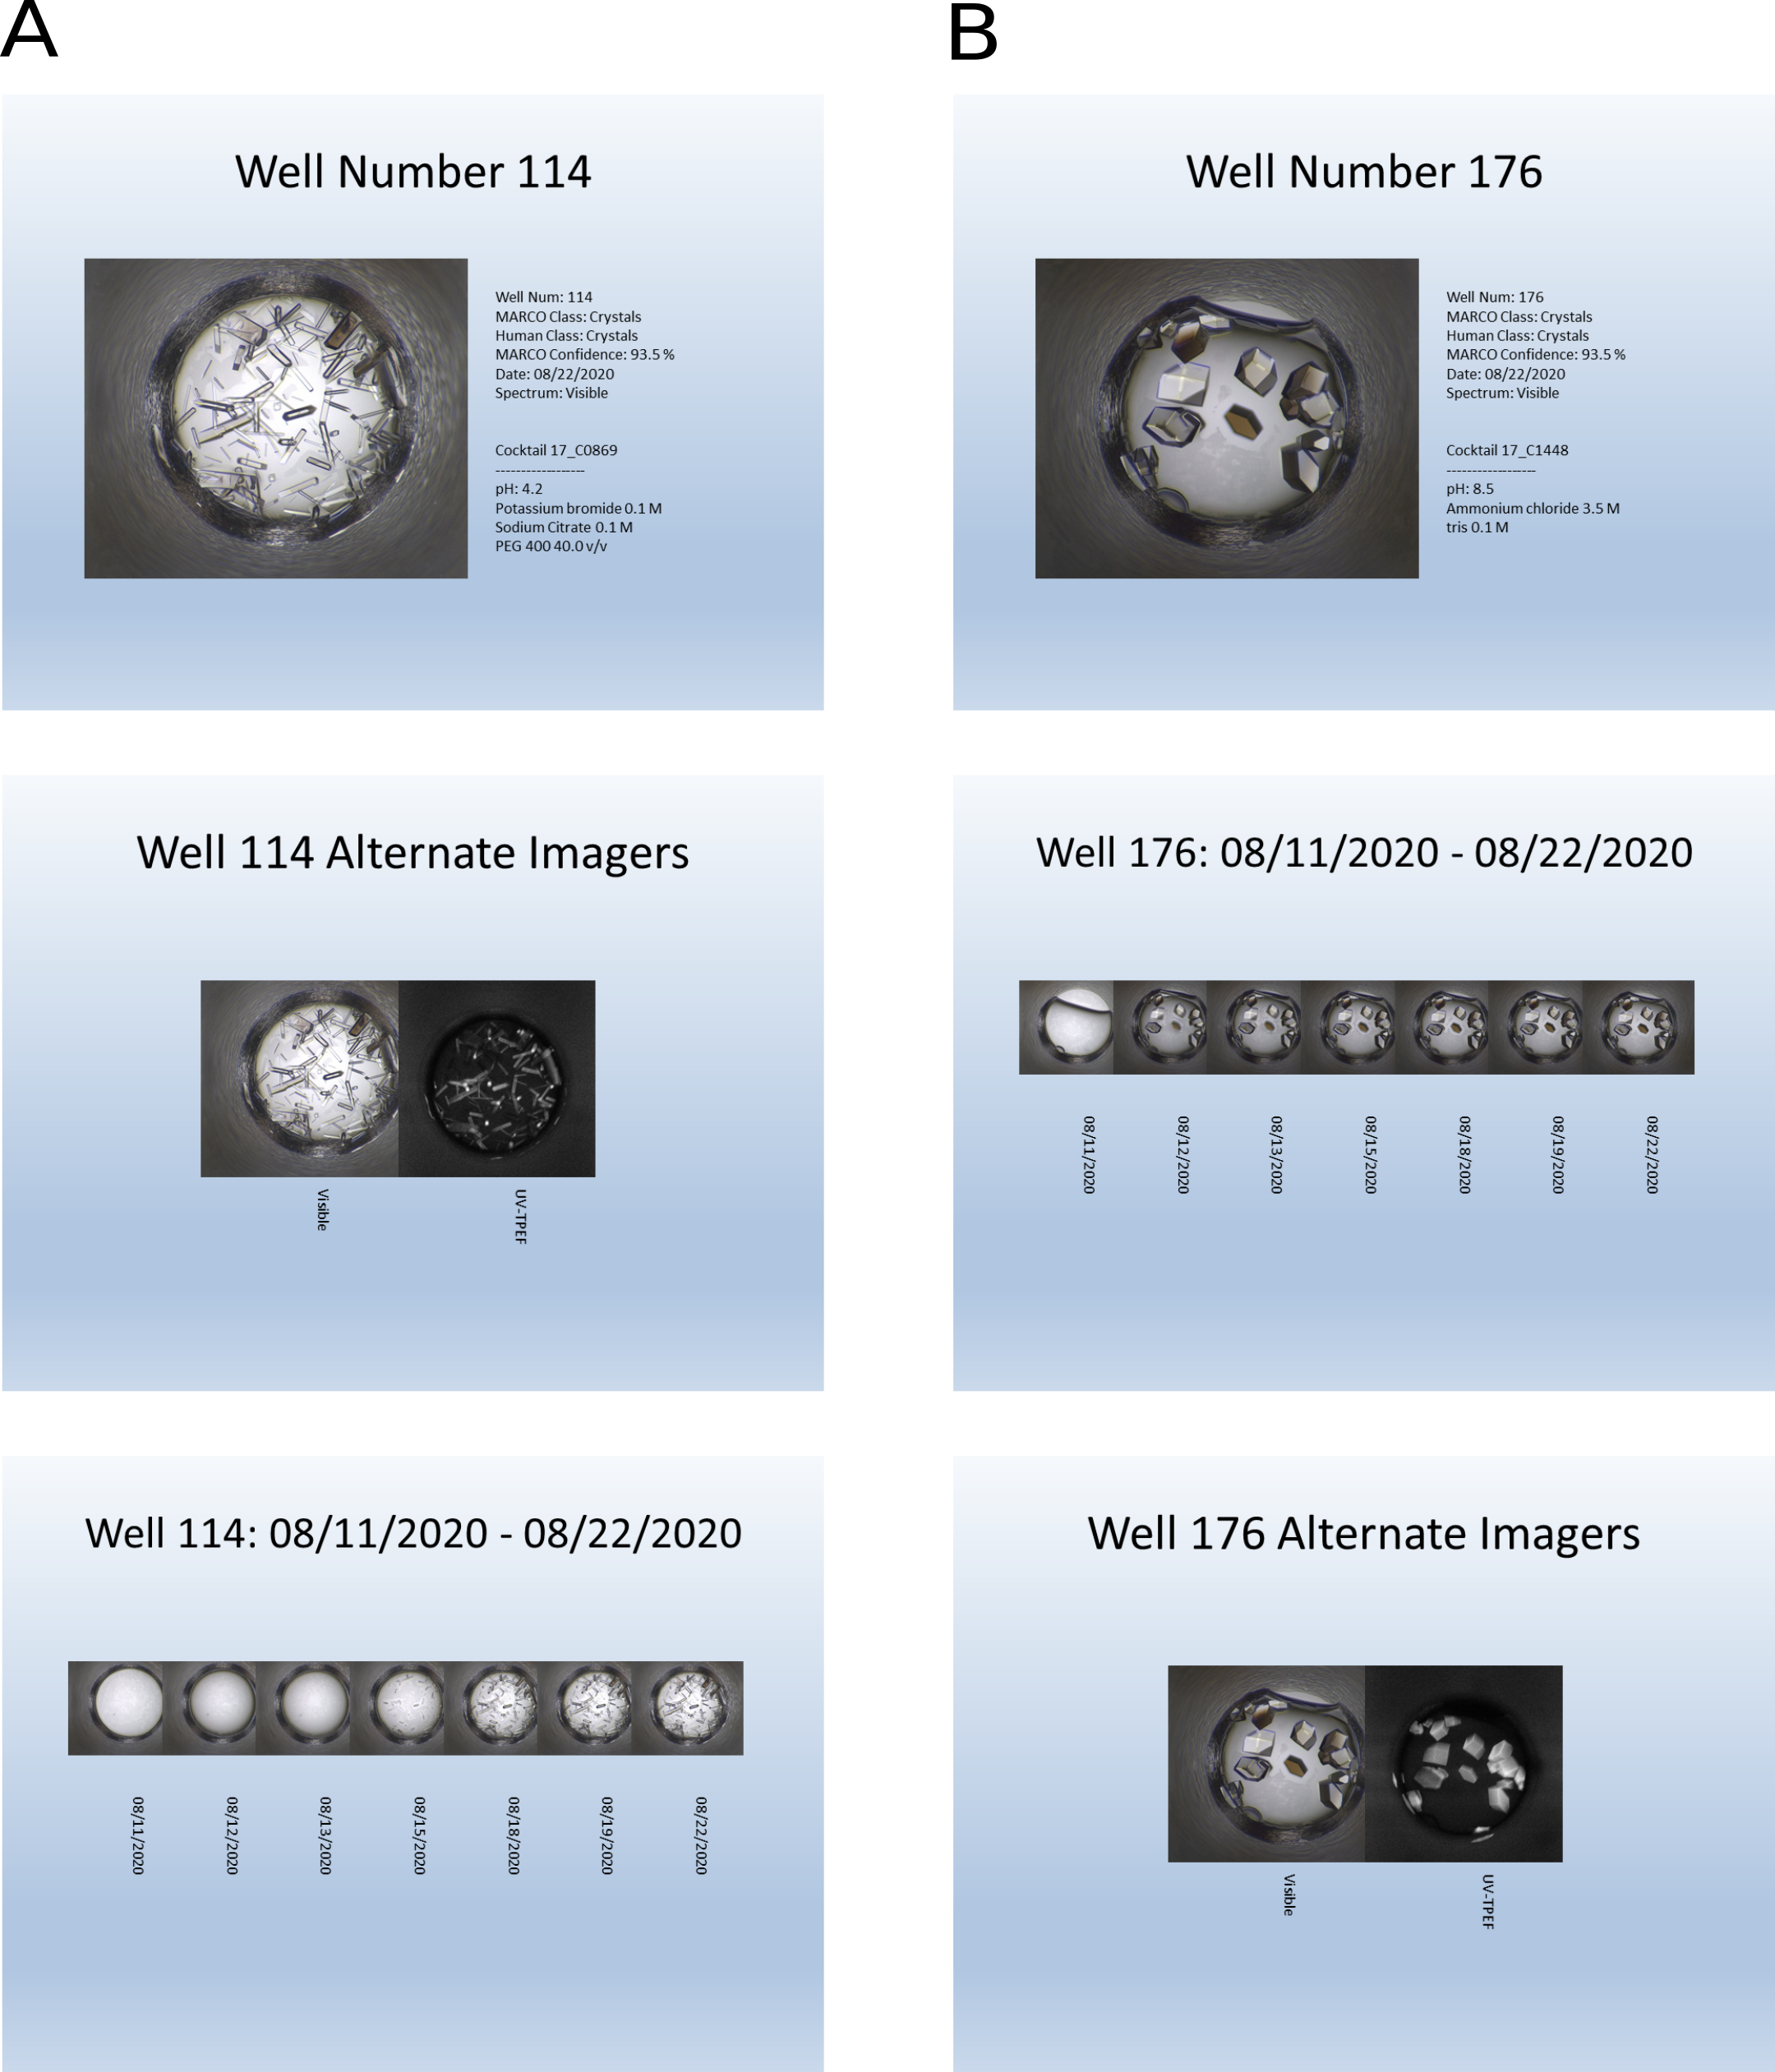 A
Well Number 114
Well Num: 114
MARCO Class: Crystals
Human Class: Crystals
MARCO Confidence: 93.5 %
Date: 08/22/2020
Spectrum: Visible
Cocktail 17_C0869
------------------
pH: 4.2
Potassium bromide 0.1 M
Sodium Citrate 0.1 M
PEG 400 40.0 v/v
Well 114 Alternate Imagers
Visible
UV-TPEF
Well 114: 08/11/2020 - 08/22/2020
08/11/2020
08/12/2020
08/13/2020
08/15/2020
08/18/2020
08/19/2020
08/22/2020
B
Well Number 176
Well Num: 176
MARCO Class: Crystals
Human Class: Crystals
MARCO Confidence: 93.5 %
Date: 08/22/2020
Spectrum: Visible
Cocktail 17_C1448
------------------
pH: 8.5
Ammonium chloride 3.5 M
tris 0.1 M
Well 176: 08/11/2020 - 08/22/2020
08/11/2020
08/12/2020
08/13/2020
08/15/2020
08/18/2020
08/19/2020
08/22/2020
Well 176 Alternate Imagers
Visible
UV-TPEF